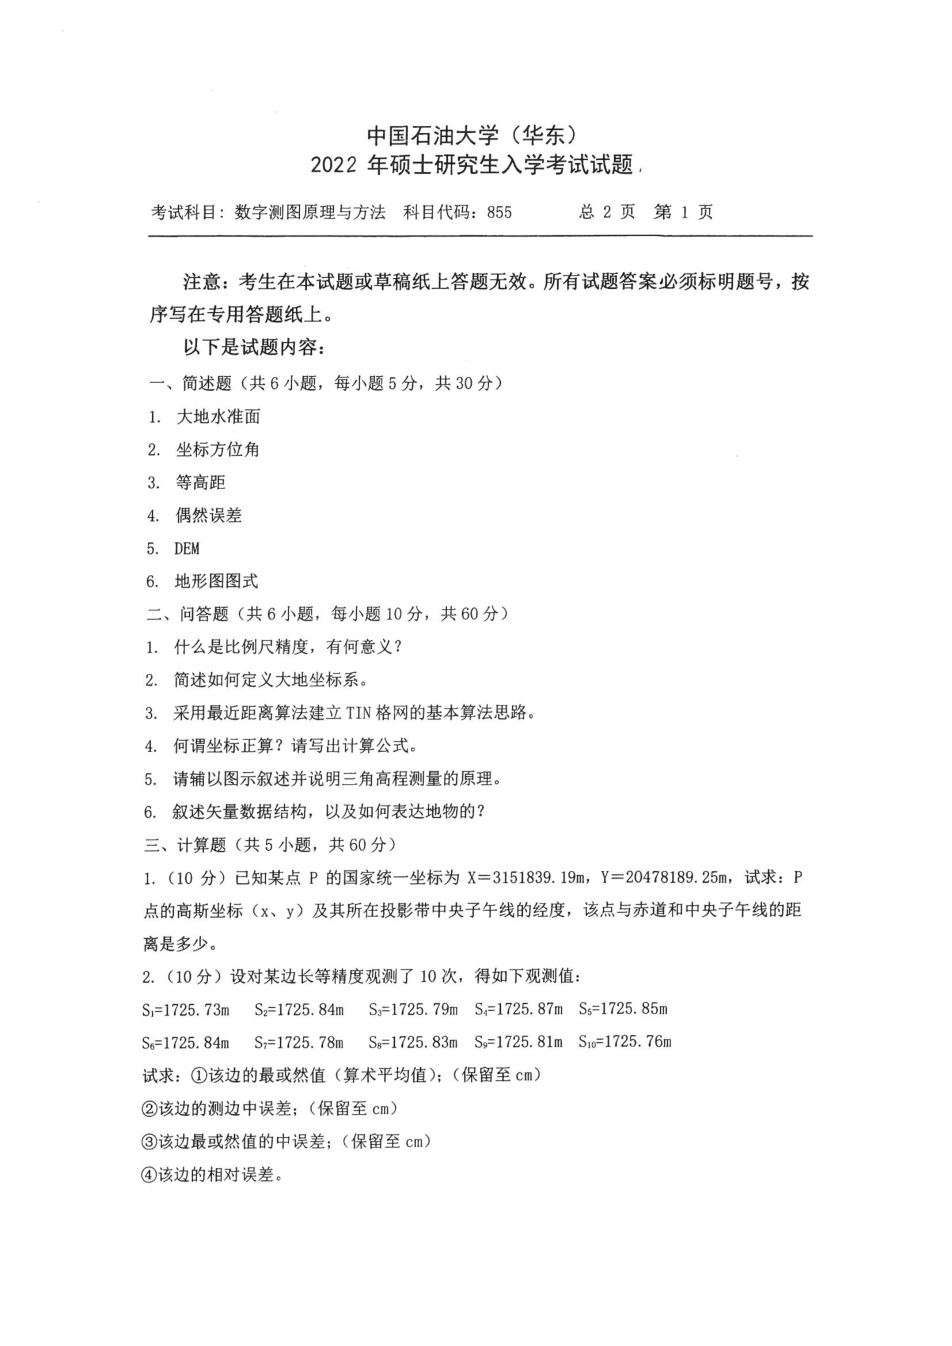 中国石油大学（华东）
2022 年硕士研究生入学考试试题
考试科目：数字测图原理与方法 科目代码：855 总 2 页 第 1 页
注意：考生在本试题或草稿纸上答题无效。所有试题答案必须标明题号，按
序写在专用答题纸上。
以下是试题内容：
一、简述题（共 6 小题，每小题 5 分，共 30 分）
1. 大地水准面
2. 坐标方位角
3. 等高距
4. 偶然误差
5. DEM
6. 地形图图式
二、问答题（共 6 小题，每小题 10 分，共 60 分）
1. 什么是比例尺精度，有何意义？
2. 简述如何定义大地坐标系。
3. 采用最近距离算法建立 TIN 格网的基本算法思路。
4. 何谓坐标正算？请写出计算公式。
5. 请辅以图示叙述并说明三角高程测量的原理。
6. 叙述矢量数据结构，以及如何表达地物的？
三、计算题（共 5 小题，共 60 分）
1.（10 分）已知某点 P 的国家统一坐标为 X＝3151839.19m，Y＝20478189.25m，试求：P
点的高斯坐标（x、y）及其所在投影带中央子午线的经度，该点与赤道和中央子午线的距
离是多少。
2.（10 分）设对某边长等精度观测了 10 次，得如下观测值：
S₁=1725.73m S₂=1725.84m S₃=1725.79m S₄=1725.87m S₅=1725.85m
S₆=1725.84m S₇=1725.78m S₈=1725.83m S₉=1725.81m S₁₀=1725.76m
试求：①该边的最或然值（算术平均值）；（保留至 cm）
②该边的测边中误差；（保留至 cm）
③该边最或然值的中误差；（保留至 cm）
④该边的相对误差。